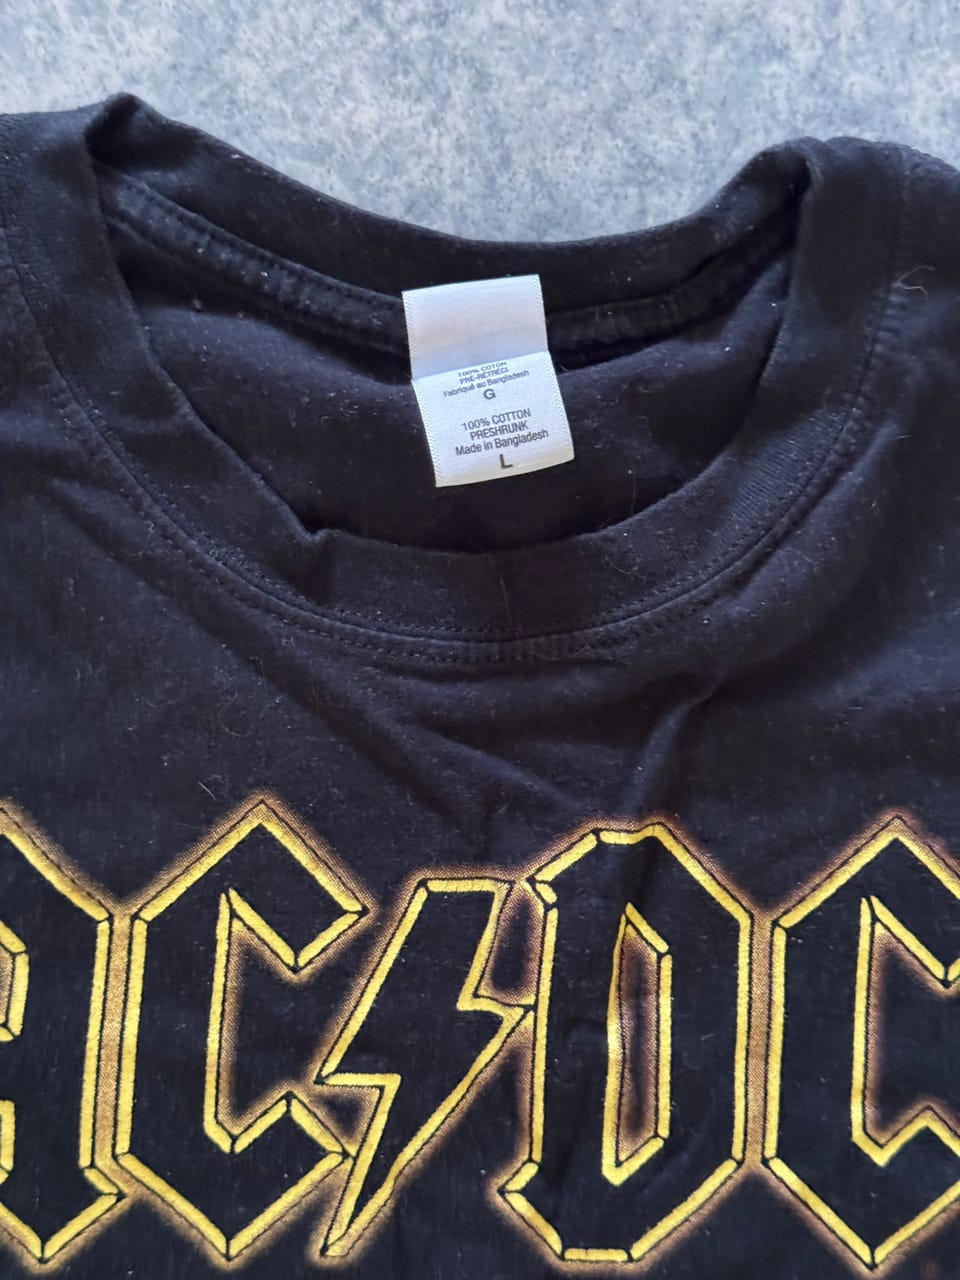 100% COTON
PRÉ-RÉTRÉCI
Fabriqué au Bangladesh
G
100% COTTON
PRESHRUNK
Made in Bangladesh
L
AC/DC